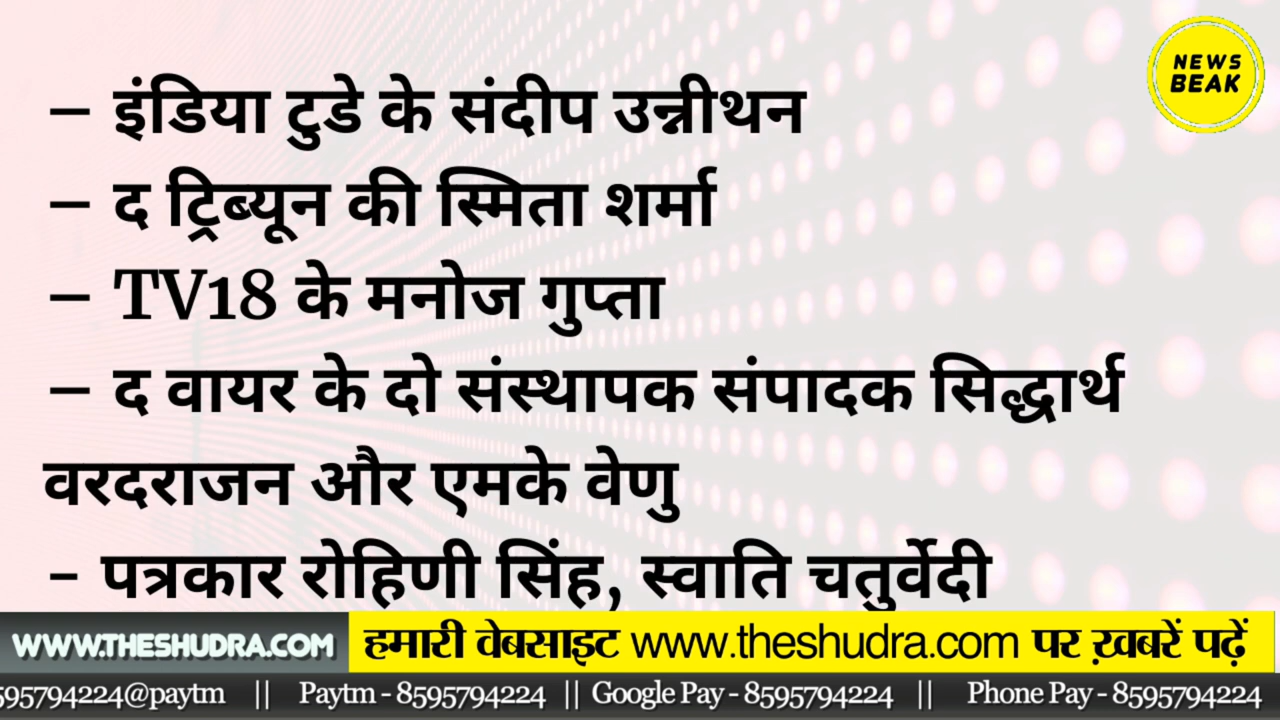 NEWS
BEAK
– इंडिया टुडे के संदीप उन्नीथन
– द ट्रिब्यून की स्मिता शर्मा
– TV18 के मनोज गुप्ता
– द वायर के दो संस्थापक संपादक सिद्धार्थ
वरदराजन और एमके वेणु
- पत्रकार रोहिणी सिंह, स्वाति चतुर्वेदी
WWW.THESHUDRA.COM
हमारी वेबसाइट www.theshudra.com पर ख़बरें पढ़ें
595794224@paytm || Paytm - 8595794224 || Google Pay - 8595794224 || Phone Pay - 8595794224